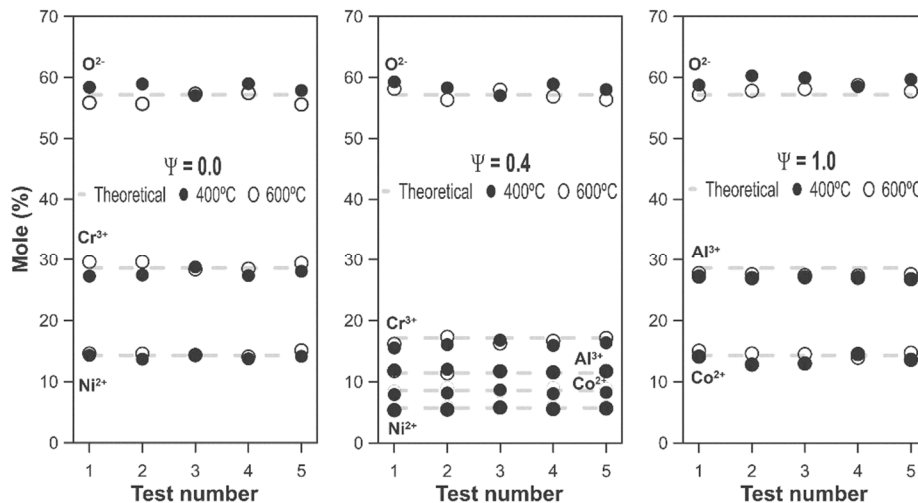 Mole (%)
70
60
50
40
30
20
10
0
O²⁻
Ψ = 0.0
Theoretical 400ºC 600ºC
Cr³⁺
Ni²⁺
1 2 3 4 5
Test number
70
60
50
40
30
20
10
0
O²⁻
Ψ = 0.4
Theoretical 400ºC 600ºC
Cr³⁺
Al³⁺
Co²⁺
Ni²⁺
1 2 3 4 5
Test number
70
60
50
40
30
20
10
0
O²⁻
Ψ = 1.0
Theoretical 400ºC 600ºC
Al³⁺
Co²⁺
1 2 3 4 5
Test number